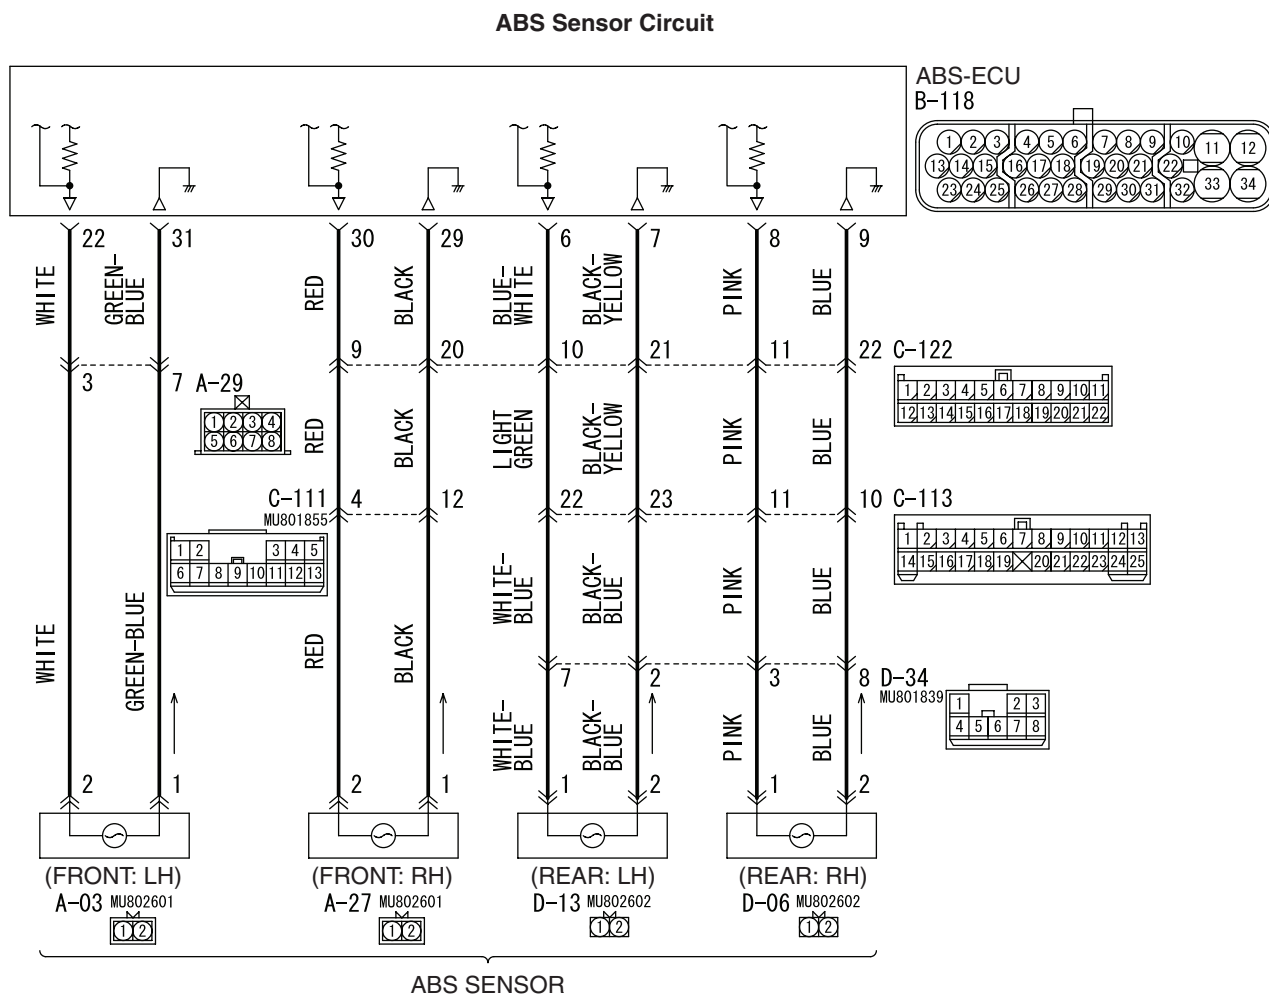 ABS Sensor Circuit
ABS-ECU
B-118
1 2 3 4 5 6 7 8 9 10 11 12
13 14 15 16 17 18 19 20 21 22
23 24 25 26 27 28 29 30 31 32 33 34
22 31 30 29 6 7 8 9
WHITE GREEN-BLUE RED BLACK BLUE-WHITE BLACK-YELLOW PINK BLUE
9 20 10 21 11 22 C-122
3 7 A-29
1 2 3 4 5 6 7 8 9 10 11
12 13 14 15 16 17 18 19 20 21 22
1 2 3 4
5 6 7 8
RED BLACK LIGHT GREEN BLACK-YELLOW PINK BLUE
C-111 4 12 22 23 11 10 C-113
MU801855
1 2 3 4 5
6 7 8 9 10 11 12 13
1 2 3 4 5 6 7 8 9 10 11 12 13
14 15 16 17 18 19 20 21 22 23 24 25
WHITE-BLUE BLACK-BLUE PINK BLUE
WHITE GREEN-BLUE RED BLACK
7 2 3 8 D-34
MU801839
1 2 3
4 5 6 7 8
WHITE-BLUE BLACK-BLUE PINK BLUE
2 1 2 1 1 2 1 2
(FRONT: LH) (FRONT: RH) (REAR: LH) (REAR: RH)
A-03 MU802601 A-27 MU802601 D-13 MU802602 D-06 MU802602
1 2 1 2 1 2 1 2
ABS SENSOR